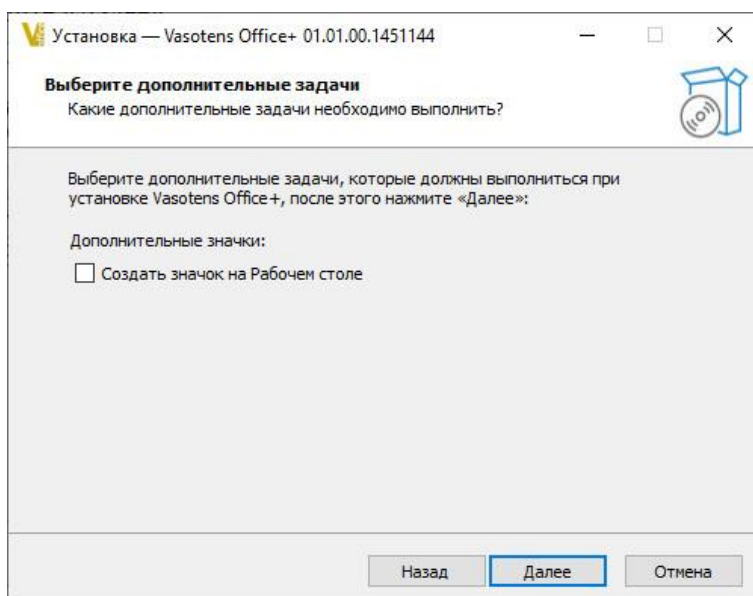 Установка — Vasotens Office+ 01.01.00.1451144
Выберите дополнительные задачи
Какие дополнительные задачи необходимо выполнить?
Выберите дополнительные задачи, которые должны выполниться при
установке Vasotens Office+, после этого нажмите «Далее»:
Дополнительные значки:
Создать значок на Рабочем столе
Назад
Далее
Отмена